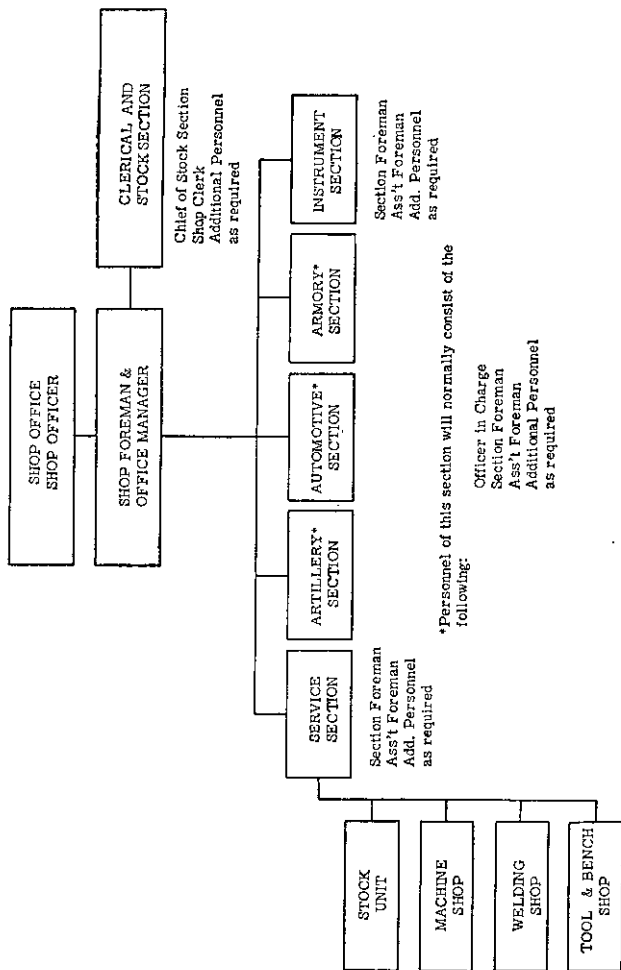 SHOP OFFICE
SHOP OFFICER
SHOP FOREMAN &
OFFICE MANAGER
CLERICAL AND
STOCK SECTION
Chief of Stock Section
Shop Clerk
Additional Personnel
as required
SERVICE
SECTION
ARTILLERY*
SECTION
AUTOMOTIVE*
SECTION
ARMORY*
SECTION
INSTRUMENT
SECTION
Section Foreman
Ass't Foreman
Add. Personnel
as required
Section Foreman
Ass't Foreman
Add. Personnel
as required
*Personnel of this section will normally consist of the
following:
Officer in Charge
Section Foreman
Ass't Foreman
Additional Personnel
as required
STOCK
UNIT
MACHINE
SHOP
WELDING
SHOP
TOOL & BENCH
SHOP